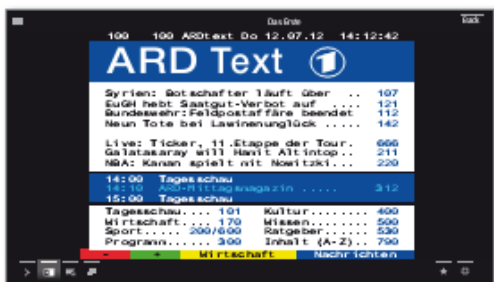 Das Erste
Back
100 100 ARDtext Do 12.07.12 14:12:42
ARD Text 1
Syrien: Botschafter läuft über .. 107
EuGH hebt Saatgut-Verbot auf .... 121
Bundeswehr:Feldpostaffäre beendet 112
Neun Tote bei Lawinenunglück .... 142
Live: Ticker, 11.Etappe der Tour. 666
Galatasaray will Hamit Altintop.. 211
NBA: Kanan spielt mit Nowitzki... 220
14:00 Tagesschau
14:10 ARD-Mittagsmagazin ..... 312
15:00 Tagesschau
Tagesschau.... 101 Kultur....... 400
Wirtschaft.... 170 Wissen....... 500
Sport..... 200/600 Ratgeber..... 530
Programm...... 300 Inhalt (A-Z).. 790
- + Wirtschaft Nachrichten